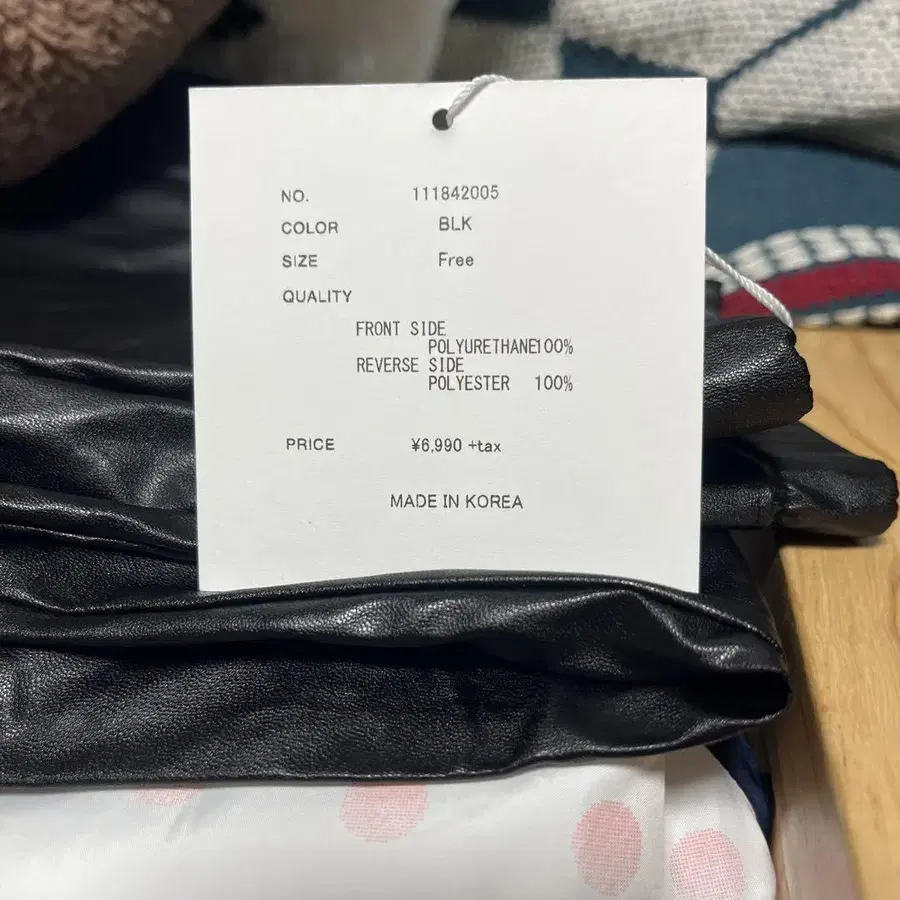 NO. 111842005
COLOR BLK
SIZE Free
QUALITY
FRONT SIDE
POLYURETHANE100%
REVERSE SIDE
POLYESTER 100%
PRICE ¥6,990 +tax
MADE IN KOREA